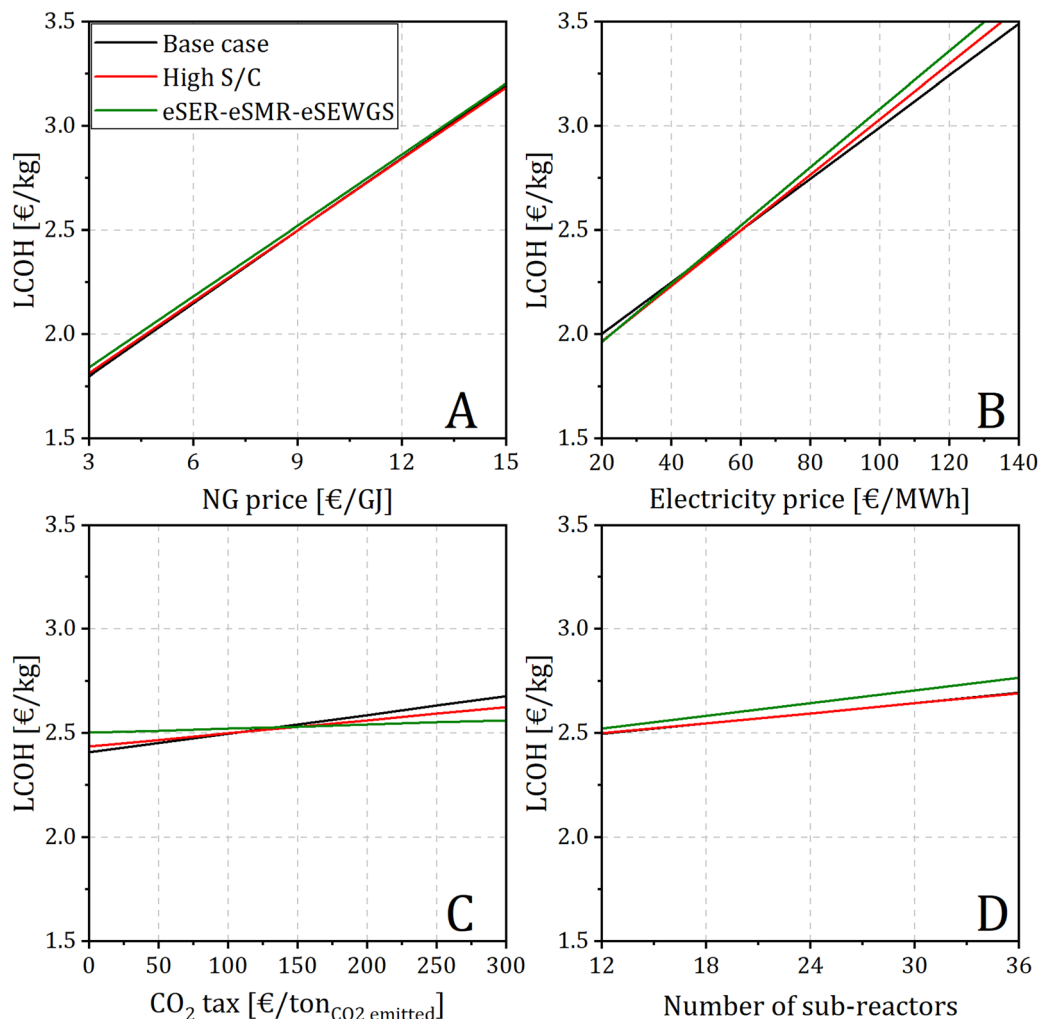 3.5
3.0
2.5
2.0
1.5
LCOH [€/kg]
Base case
High S/C
eSER-eSMR-eSEWGS
A
3 6 9 12 15
NG price [€/GJ]
3.5
3.0
2.5
2.0
1.5
LCOH [€/kg]
B
20 40 60 80 100 120 140
Electricity price [€/MWh]
3.5
3.0
2.5
2.0
1.5
LCOH [€/kg]
C
0 50 100 150 200 250 300
CO₂ tax [€/ton_CO2 emitted]
3.5
3.0
2.5
2.0
1.5
LCOH [€/kg]
D
12 18 24 30 36
Number of sub-reactors